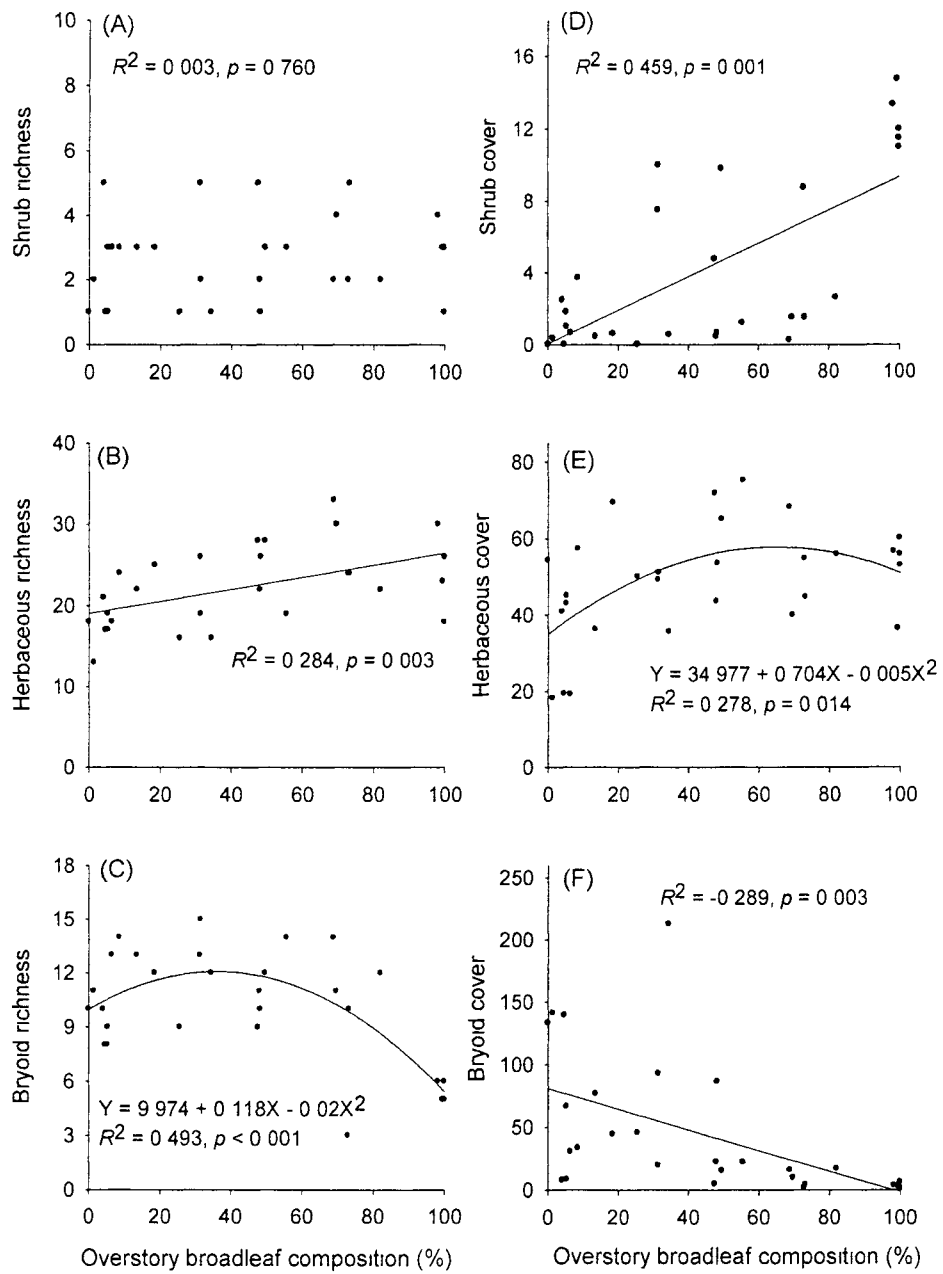 (A)
R² = 0 003, p = 0 760
Shrub richness
10
8
6
4
2
0
0 20 40 60 80 100
(D)
R² = 0 459, p = 0 001
Shrub cover
16
12
8
4
0
0 20 40 60 80 100
(B)
Herbaceous richness
40
30
20
10
0
R² = 0 284, p = 0 003
0 20 40 60 80 100
(E)
Herbaceous cover
80
60
40
20
0
Y = 34 977 + 0 704X - 0 005X²
R² = 0 278, p = 0 014
0 20 40 60 80 100
(C)
Bryoid richness
18
15
12
9
6
3
0
Y = 9 974 + 0 118X - 0 02X²
R² = 0 493, p < 0 001
0 20 40 60 80 100
Overstory broadleaf composition (%)
(F)
R² = -0 289, p = 0 003
Bryoid cover
250
200
150
100
50
0
0 20 40 60 80 100
Overstory broadleaf composition (%)